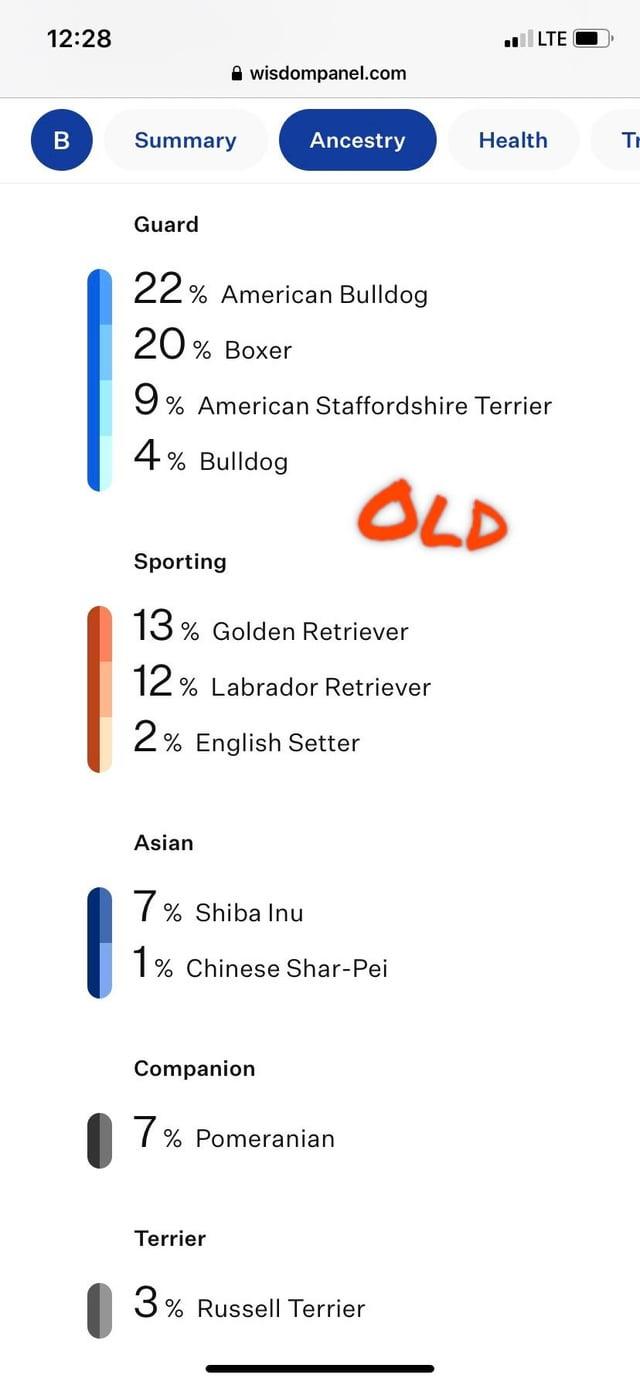 12:28
LTE
wisdompanel.com
B Summary Ancestry Health Tr
Guard
22 % American Bulldog
20 % Boxer
9 % American Staffordshire Terrier
4 % Bulldog
OLD
Sporting
13 % Golden Retriever
12 % Labrador Retriever
2 % English Setter
Asian
7 % Shiba Inu
1 % Chinese Shar-Pei
Companion
7 % Pomeranian
Terrier
3 % Russell Terrier